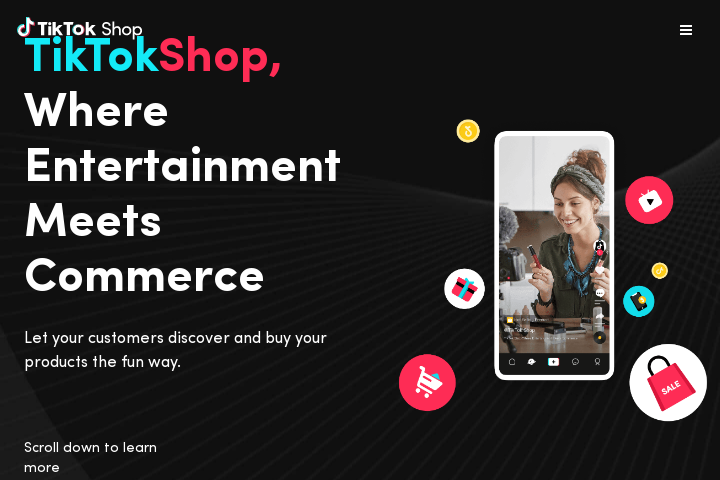 TikTok Shop
TikTokShop,
Where
Entertainment
Meets
Commerce
Let your customers discover and buy your
products the fun way.
Scroll down to learn
more
SALE